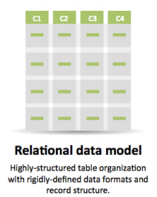 C1 C2 C3 C4
Relational data model
Highly-structured table organization
with rigidly-defined data formats and
record structure.